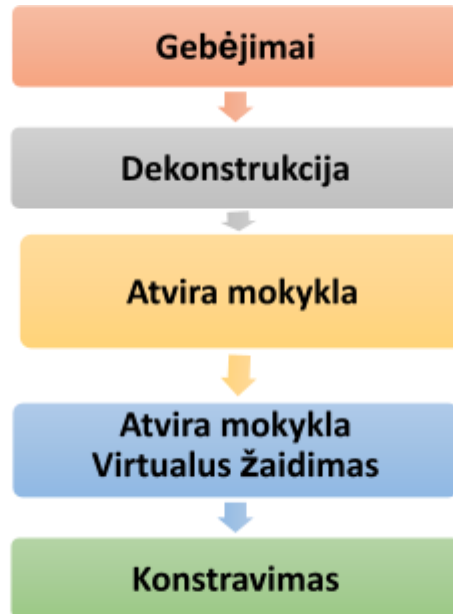 Gebėjimai
Dekonstrukcija
Atvira mokykla
Atvira mokykla
Virtualus žaidimas
Konstravimas